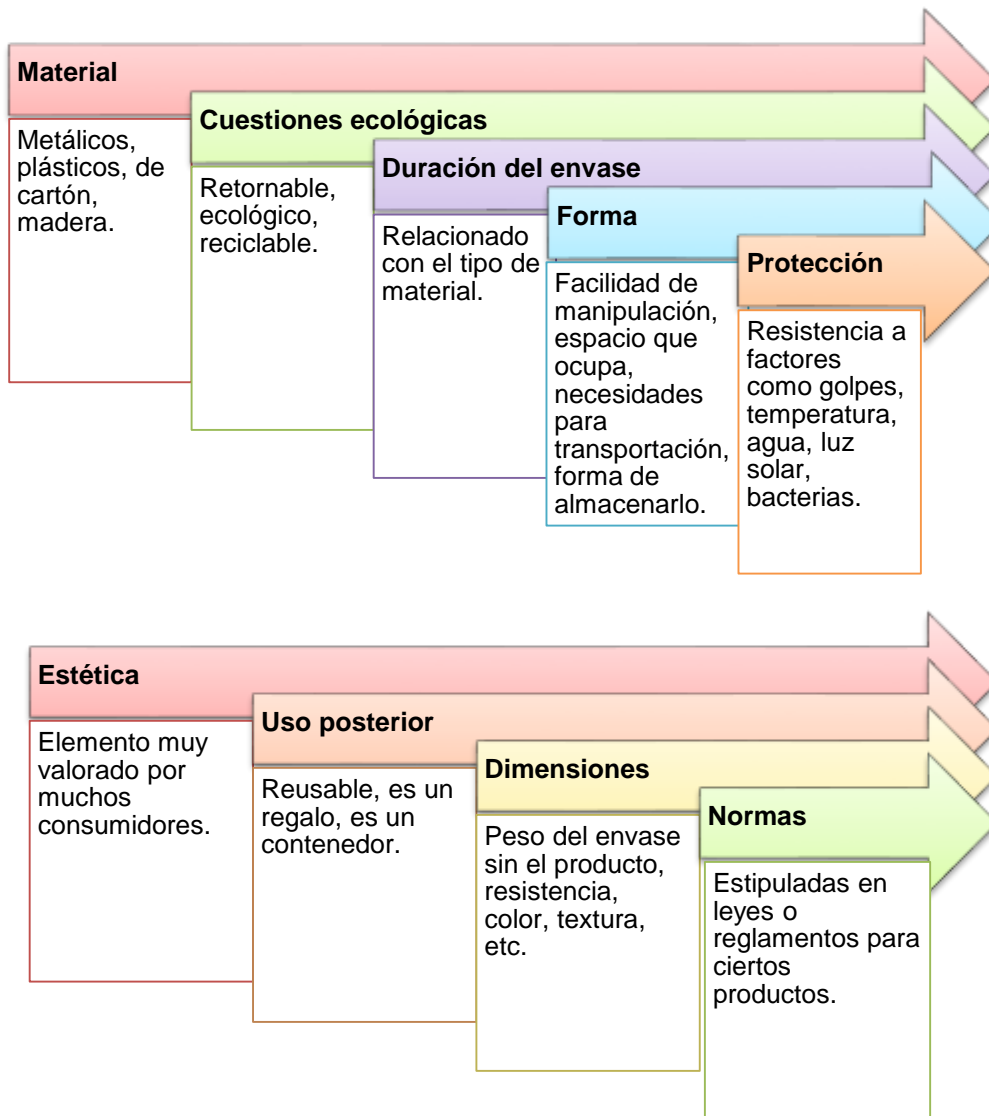 Material
Metálicos,
plásticos, de
cartón,
madera.
Cuestiones ecológicas
Retornable,
ecológico,
reciclable.
Duración del envase
Relacionado
con el tipo de
material.
Forma
Facilidad de
manipulación,
espacio que
ocupa,
necesidades
para
transportación,
forma de
almacenarlo.
Protección
Resistencia a
factores
como golpes,
temperatura,
agua, luz
solar,
bacterias.
Estética
Elemento muy
valorado por
muchos
consumidores.
Uso posterior
Reusable, es un
regalo, es un
contenedor.
Dimensiones
Peso del envase
sin el producto,
resistencia,
color, textura,
etc.
Normas
Estipuladas en
leyes o
reglamentos para
ciertos
productos.